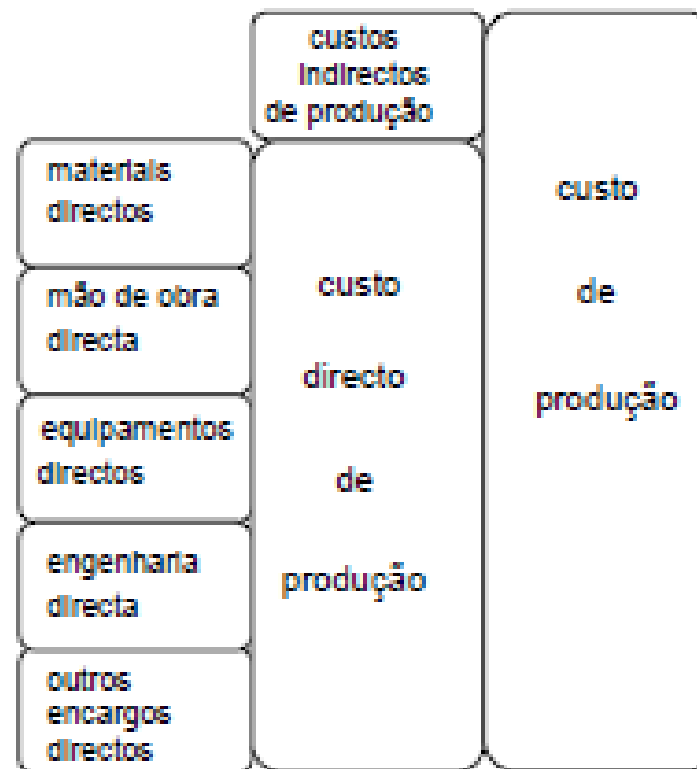 custos
indirectos
de produção
materiais
directos
mão de obra
directa
equipamentos
directos
engenharia
directa
outros
encargos
directos
custo
directo
de
produção
custo
de
produção